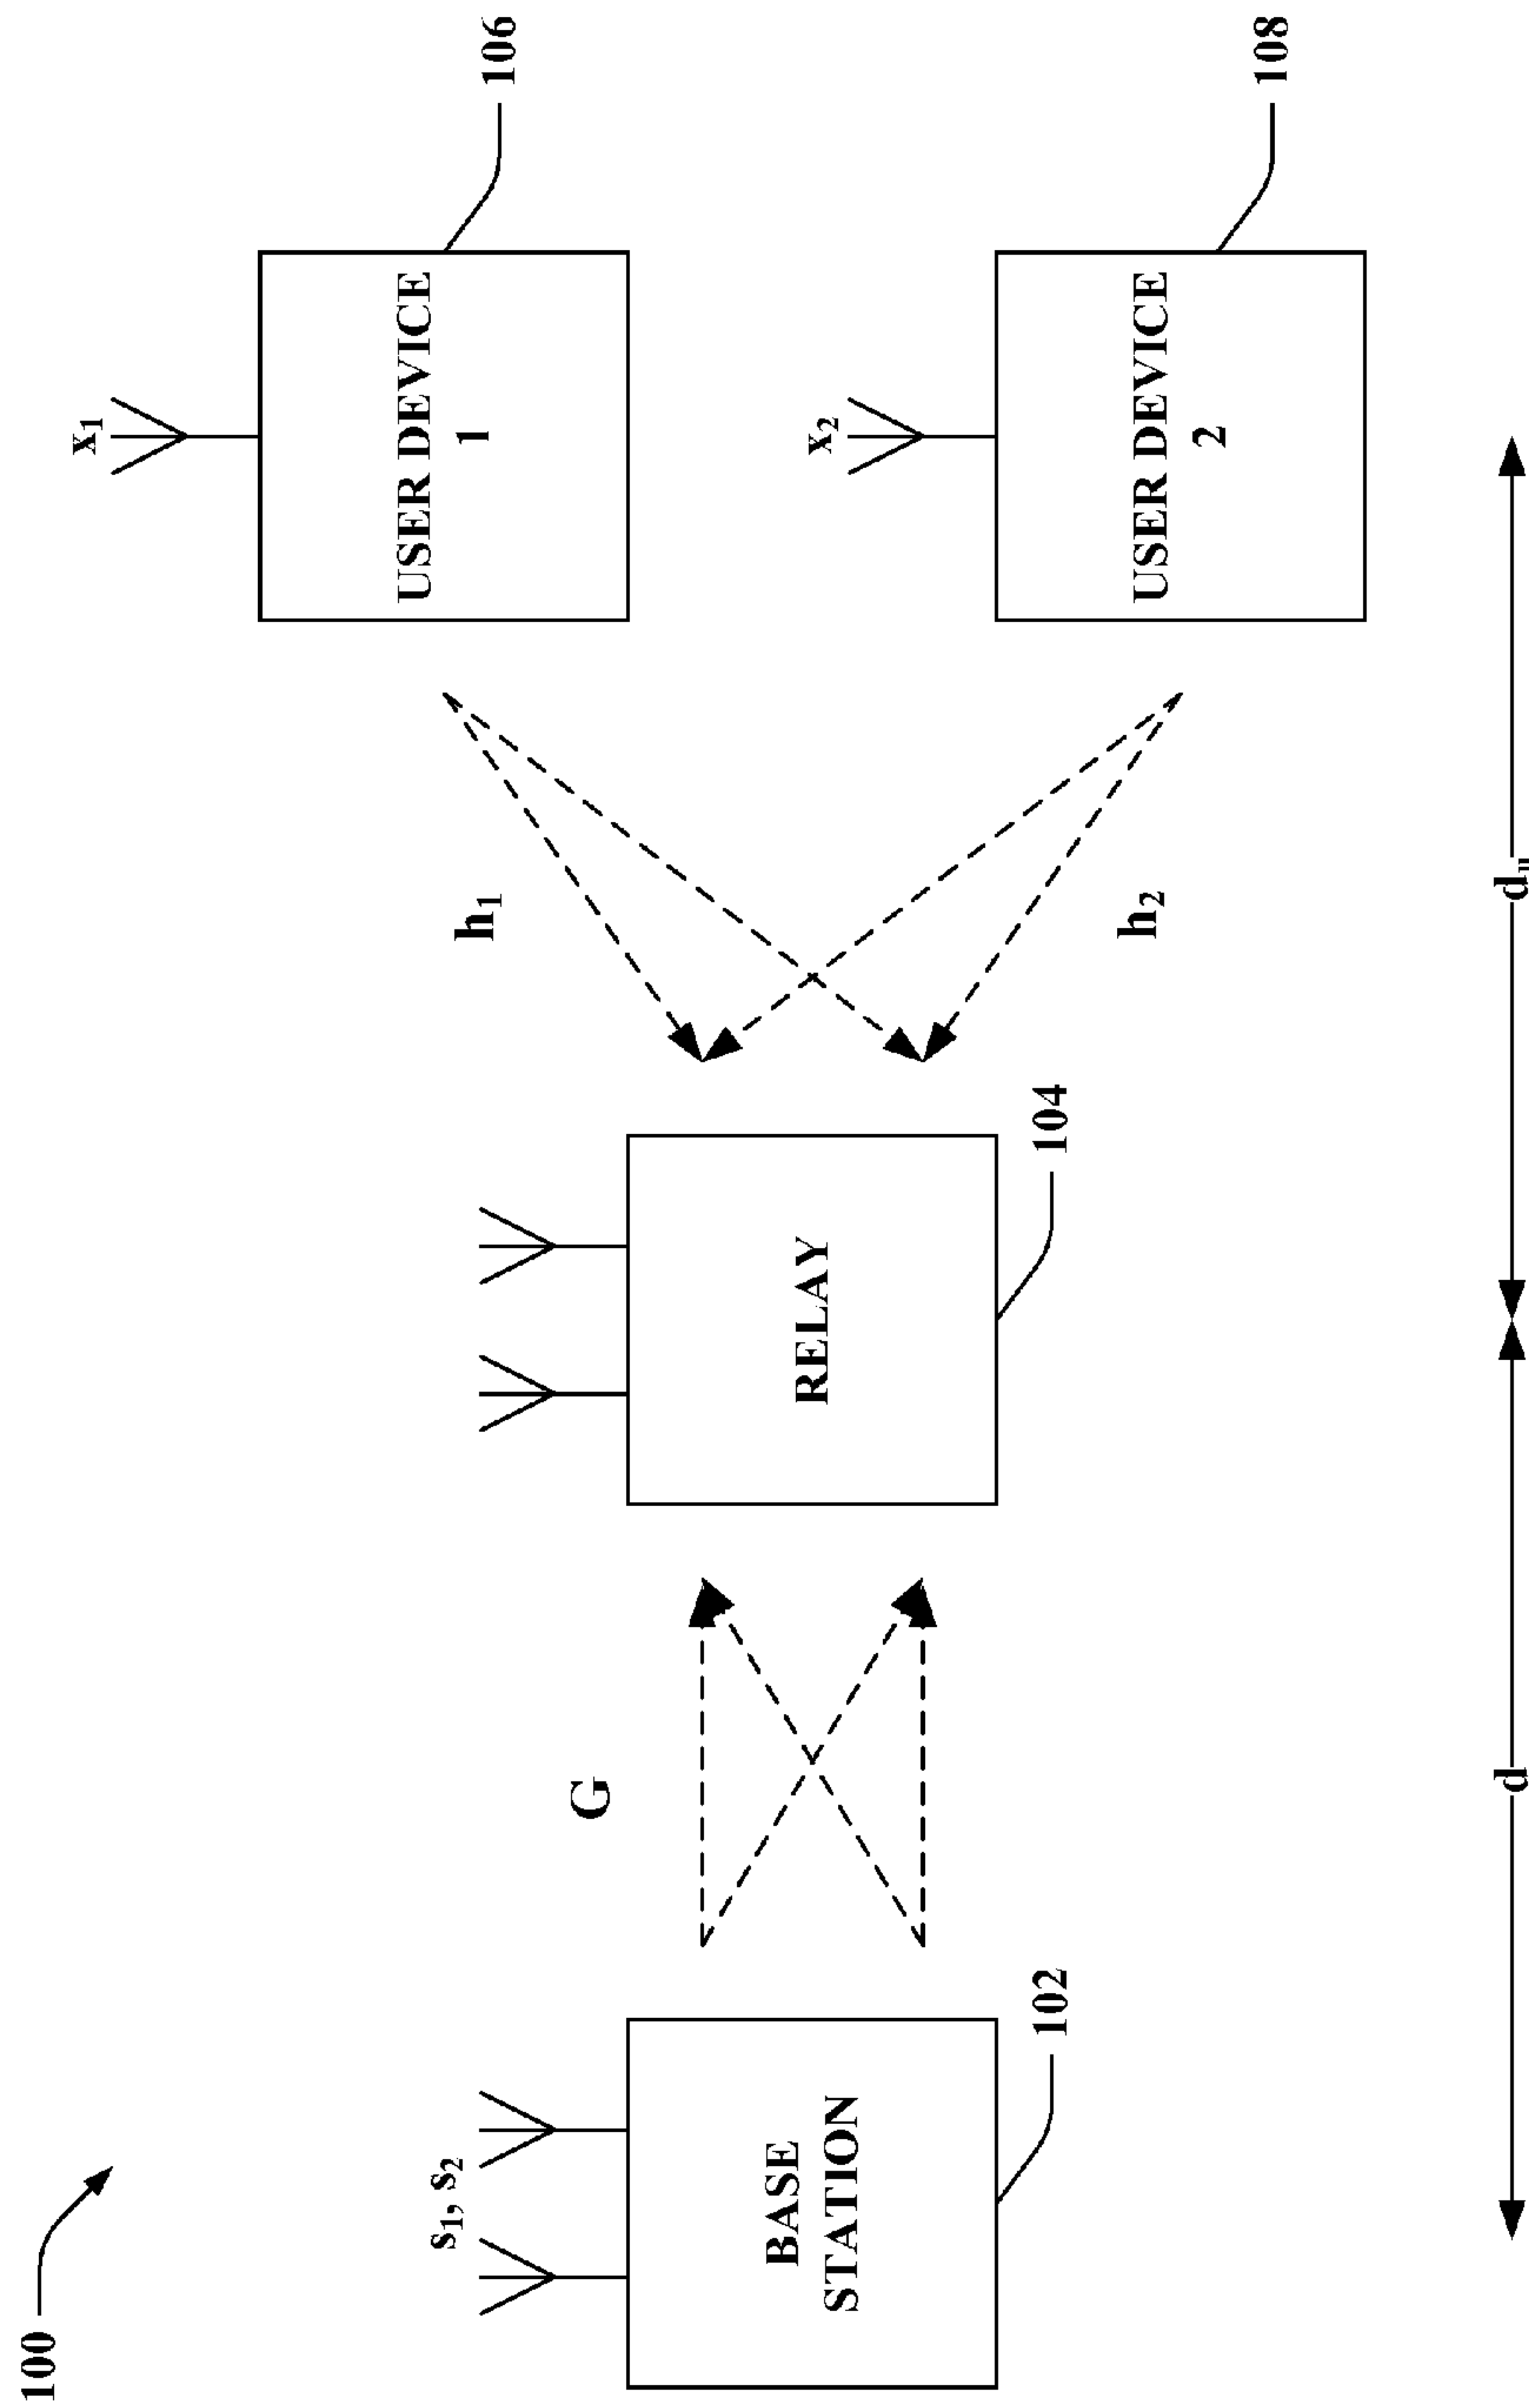 100
s₁, s₂
BASE
STATION
102
G
RELAY
104
h₁
h₂
x₁
USER DEVICE
1
106
x₂
USER DEVICE
2
108
d
dᵤ